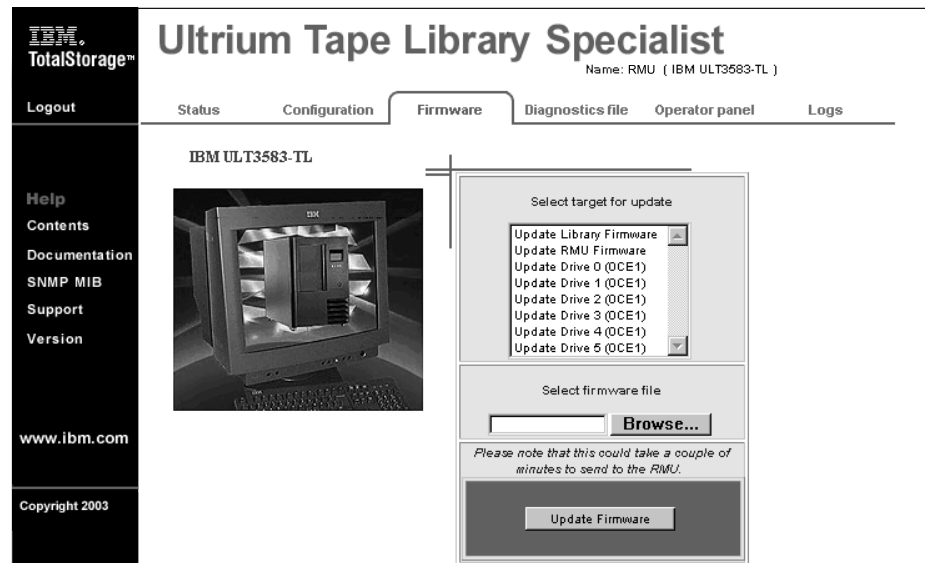 IBM.
TotalStorage™
Ultrium Tape Library Specialist
Name: RMU ( IBM ULT3583-TL )
Logout
Status
Configuration
Firmware
Diagnostics file
Operator panel
Logs
Help
Contents
Documentation
SNMP MIB
Support
Version
www.ibm.com
Copyright 2003
IBM ULT3583-TL
IBM
Select target for update
Update Library Firmware
Update RMU Firmware
Update Drive 0 (0CE1)
Update Drive 1 (0CE1)
Update Drive 2 (0CE1)
Update Drive 3 (0CE1)
Update Drive 4 (0CE1)
Update Drive 5 (0CE1)
Select firmware file
Browse...
Please note that this could take a couple of
minutes to send to the RMU.
Update Firmware